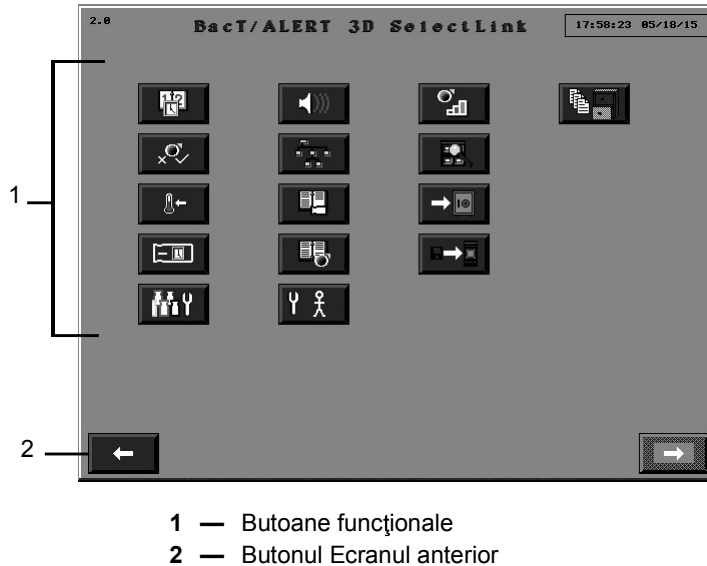 2.0 BacT/ALERT 3D SelectLink 17:58:23 05/18/15
1
2
1 — Butoane funcţionale
2 — Butonul Ecranul anterior